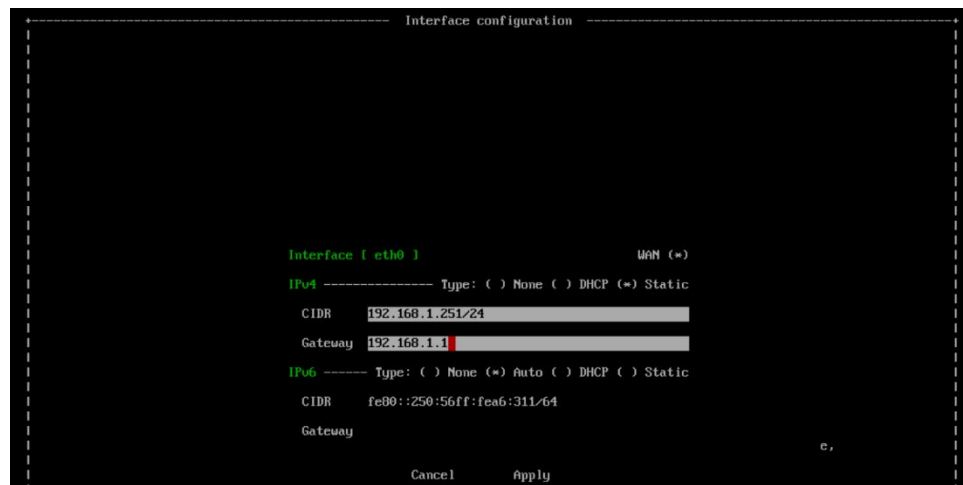 Interface configuration
Interface [ eth0 ] WAN (*)
IPv4 --------------- Type: ( ) None ( ) DHCP (*) Static
CIDR 192.168.1.251/24
Gateway 192.168.1.1
IPv6 ------ Type: ( ) None (*) Auto ( ) DHCP ( ) Static
CIDR fe80::250:56ff:fea6:311/64
Gateway
e,
Cancel Apply